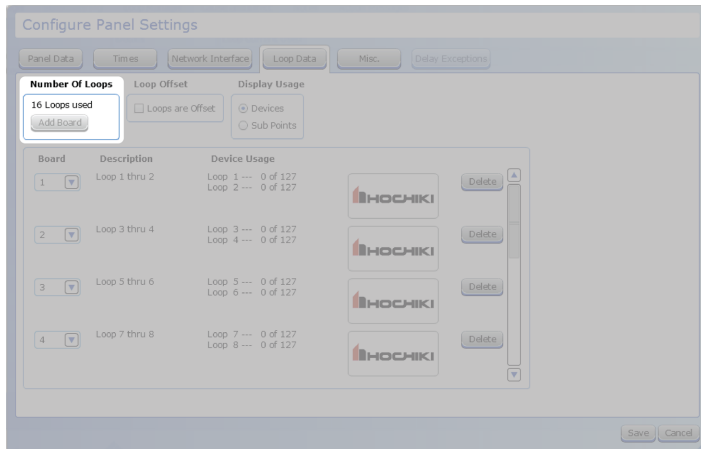 Configure Panel Settings
Panel Data Times Network Interface Loop Data Misc. Delay Exceptions
Number Of Loops Loop Offset Display Usage
16 Loops used
Add Board
Loops are Offset
Devices
Sub Points
Board Description Device Usage
1 Loop 1 thru 2 Loop 1 --- 0 of 127
Loop 2 --- 0 of 127
HOCHIKI
Delete
2 Loop 3 thru 4 Loop 3 --- 0 of 127
Loop 4 --- 0 of 127
HOCHIKI
Delete
3 Loop 5 thru 6 Loop 5 --- 0 of 127
Loop 6 --- 0 of 127
HOCHIKI
Delete
4 Loop 7 thru 8 Loop 7 --- 0 of 127
Loop 8 --- 0 of 127
HOCHIKI
Delete
Save Cancel